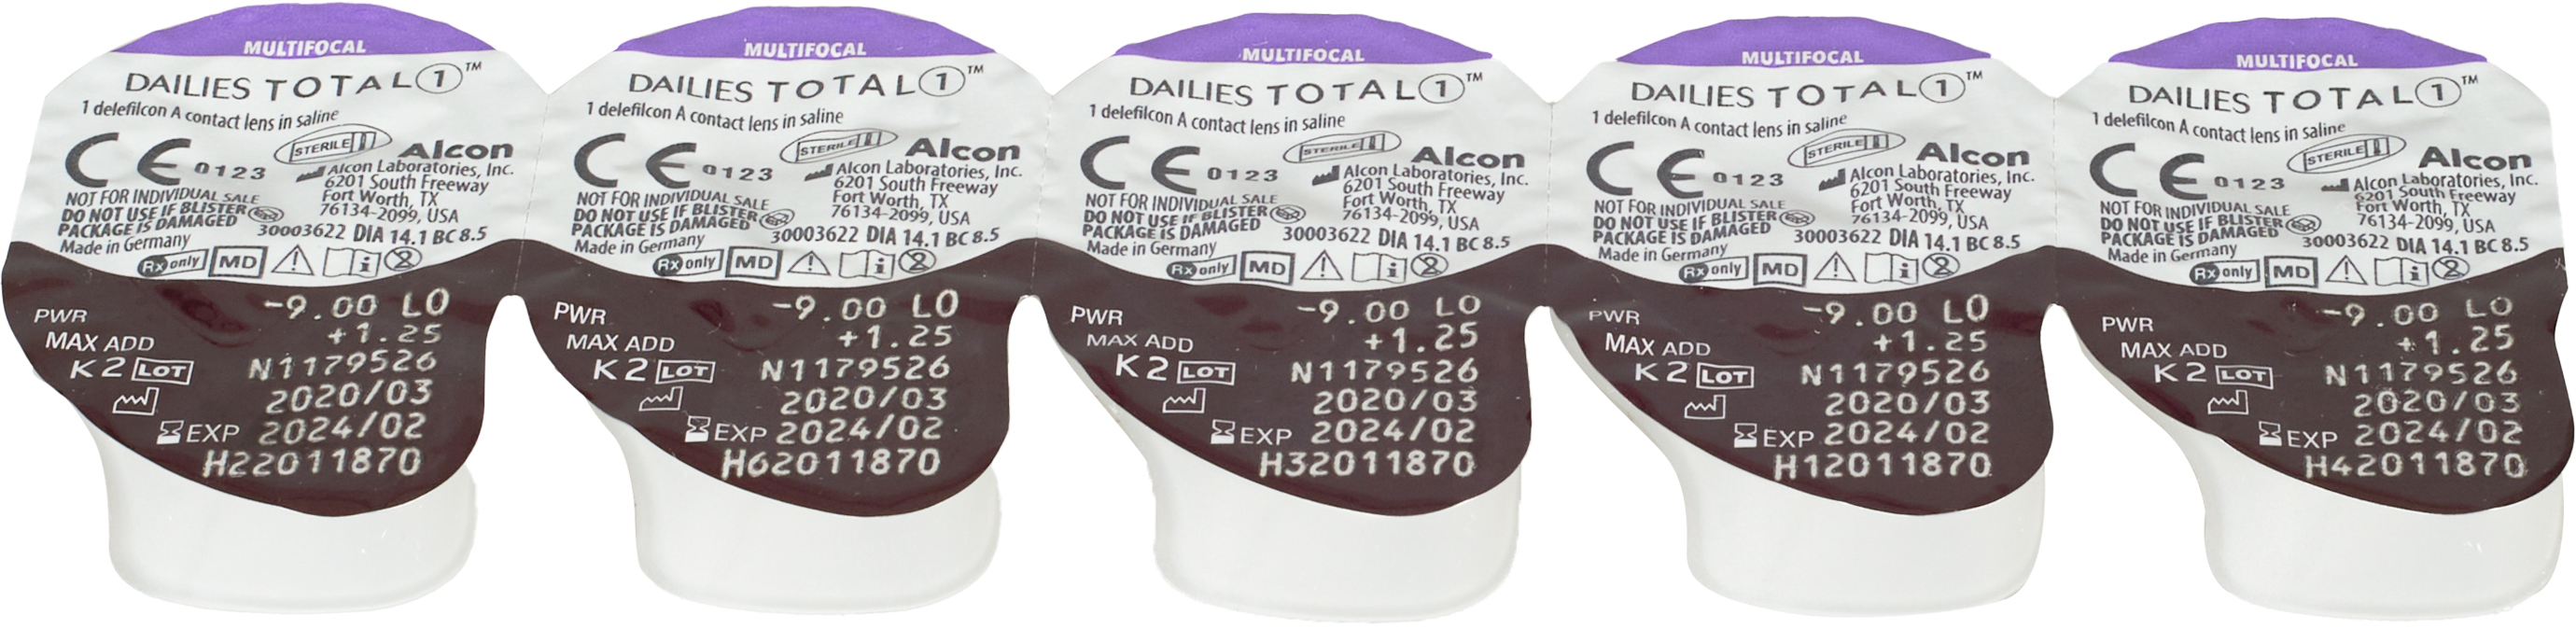 MULTIFOCAL
DAILIES TOTAL 1™
1 delefilcon A contact lens in saline
CE 0123
STERILE
Alcon
Alcon Laboratories, Inc.
6201 South Freeway
Fort Worth, TX
76134-2099, USA
NOT FOR INDIVIDUAL SALE
DO NOT USE IF BLISTER
PACKAGE IS DAMAGED
30003622 DIA 14.1 BC 8.5
Made in Germany
Rx only MD
PWR -9.00 LO
MAX ADD +1.25
K2 LOT N1179526
2020/03
EXP 2024/02
H22011870
MULTIFOCAL
DAILIES TOTAL 1™
1 delefilcon A contact lens in saline
CE 0123
STERILE
Alcon
Alcon Laboratories, Inc.
6201 South Freeway
Fort Worth, TX
76134-2099, USA
NOT FOR INDIVIDUAL SALE
DO NOT USE IF BLISTER
PACKAGE IS DAMAGED
30003622 DIA 14.1 BC 8.5
Made in Germany
Rx only MD
PWR -9.00 LO
MAX ADD +1.25
K2 LOT N1179526
2020/03
EXP 2024/02
H62011870
MULTIFOCAL
DAILIES TOTAL 1™
1 delefilcon A contact lens in saline
CE 0123
STERILE
Alcon
Alcon Laboratories, Inc.
6201 South Freeway
Fort Worth, TX
76134-2099, USA
NOT FOR INDIVIDUAL SALE
DO NOT USE IF BLISTER
PACKAGE IS DAMAGED
30003622 DIA 14.1 BC 8.5
Made in Germany
Rx only MD
PWR -9.00 LO
MAX ADD +1.25
K2 LOT N1179526
2020/03
EXP 2024/02
H32011870
MULTIFOCAL
DAILIES TOTAL 1™
1 delefilcon A contact lens in saline
CE 0123
STERILE
Alcon
Alcon Laboratories, Inc.
6201 South Freeway
Fort Worth, TX
76134-2099, USA
NOT FOR INDIVIDUAL SALE
DO NOT USE IF BLISTER
PACKAGE IS DAMAGED
30003622 DIA 14.1 BC 8.5
Made in Germany
Rx only MD
PWR -9.00 LO
MAX ADD +1.25
K2 LOT N1179526
2020/03
EXP 2024/02
H12011870
MULTIFOCAL
DAILIES TOTAL 1™
1 delefilcon A contact lens in saline
CE 0123
STERILE
Alcon
Alcon Laboratories, Inc.
6201 South Freeway
Fort Worth, TX
76134-2099, USA
NOT FOR INDIVIDUAL SALE
DO NOT USE IF BLISTER
PACKAGE IS DAMAGED
30003622 DIA 14.1 BC 8.5
Made in Germany
Rx only MD
PWR -9.00 LO
MAX ADD +1.25
K2 LOT N1179526
2020/03
EXP 2024/02
H42011870